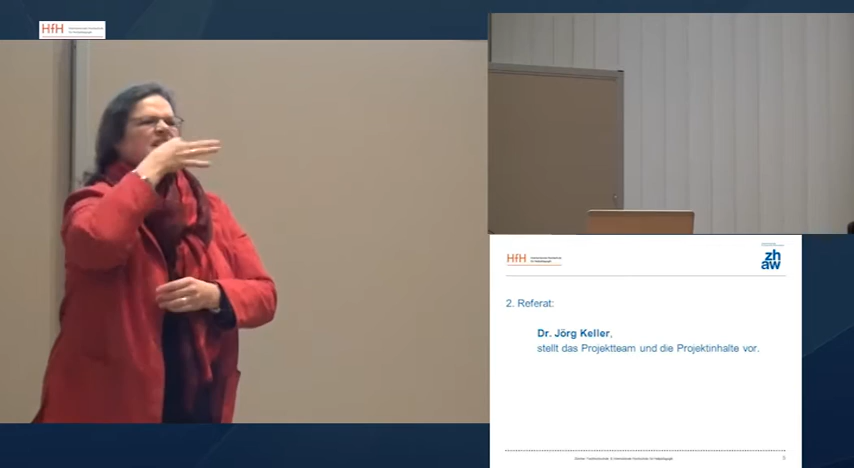 HfH
HfH
zh
aw
2. Referat:
Dr. Jörg Keller,
stellt das Projektteam und die Projektinhalte vor.